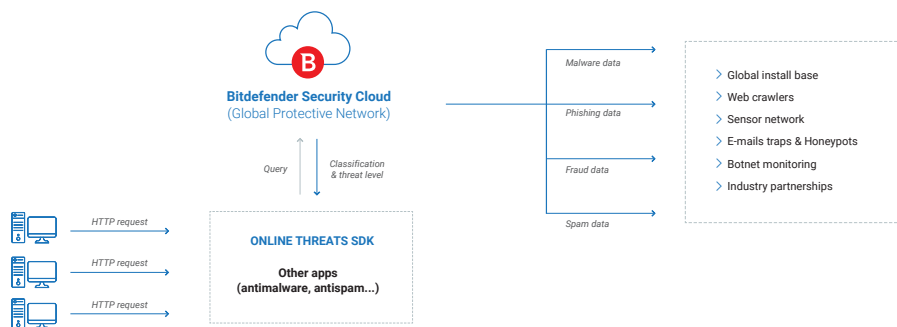 B
Bitdefender Security Cloud
(Global Protective Network)
Query
Classification
& threat level
Malware data
Phishing data
Fraud data
Spam data
Global install base
Web crawlers
Sensor network
E-mails traps & Honeypots
Botnet monitoring
Industry partnerships
HTTP request
HTTP request
HTTP request
ONLINE THREATS SDK
Other apps
(antimalware, antispam...)